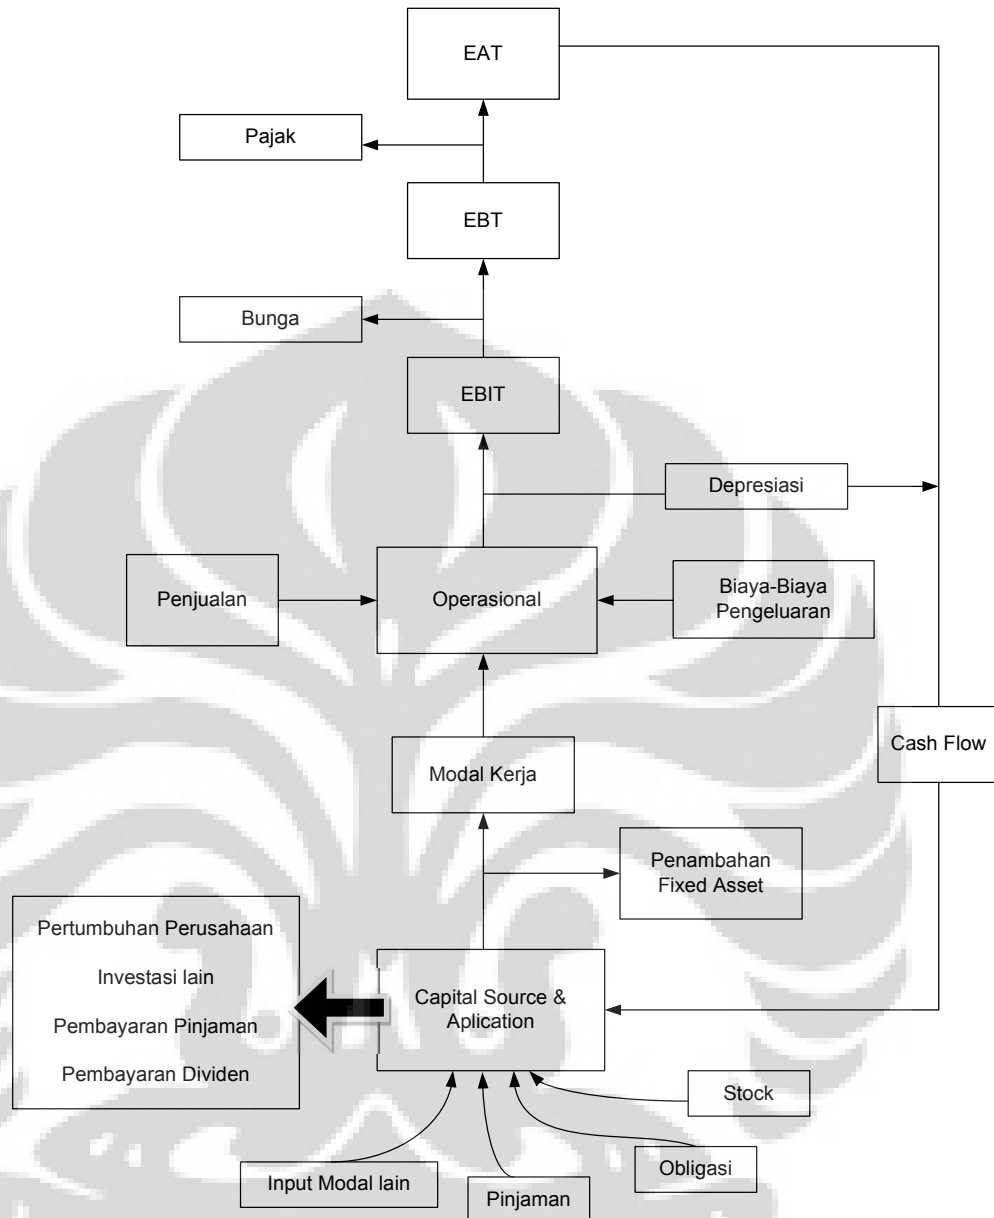 EAT
Pajak
EBT
Bunga
EBIT
Depresiasi
Penjualan
Operasional
Biaya-Biaya
Pengeluaran
Cash Flow
Modal Kerja
Penambahan
Fixed Asset
Pertumbuhan Perusahaan
Investasi lain
Pembayaran Pinjaman
Pembayaran Dividen
Capital Source &
Aplication
Stock
Obligasi
Input Modal lain
Pinjaman